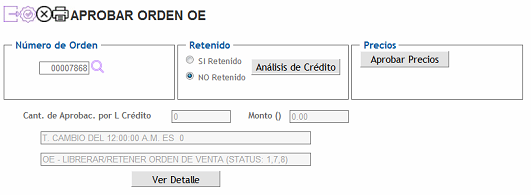 APROBAR ORDEN OE
Número de Orden
00007868
Retenido
SI Retenido
NO Retenido
Análisis de Crédito
Precios
Aprobar Precios
Cant. de Aprobac. por L Crédito 0 Monto () 0.00
T. CAMBIO DEL 12:00:00 A.M. ES 0
OE - LIBRERAR/RETENER ORDEN DE VENTA (STATUS: 1,7,8)
Ver Detalle